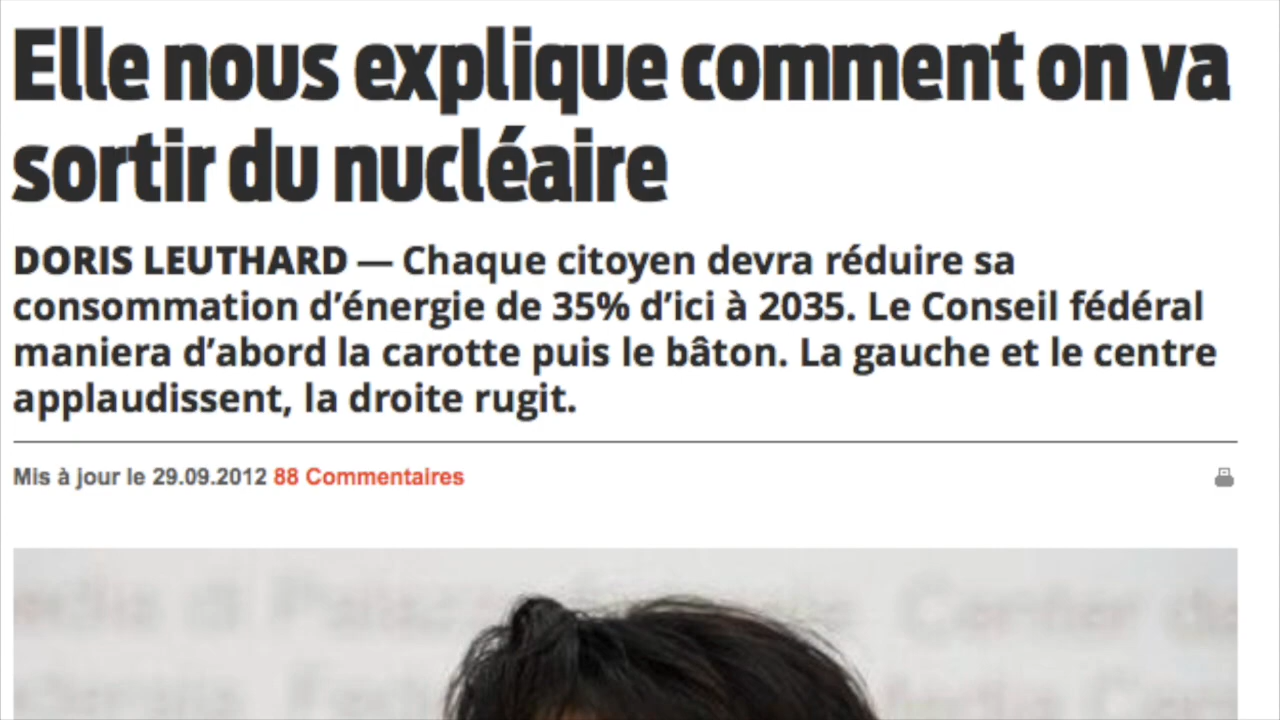 Elle nous explique comment on va
sortir du nucléaire
DORIS LEUTHARD — Chaque citoyen devra réduire sa
consommation d’énergie de 35% d’ici à 2035. Le Conseil fédéral
maniera d’abord la carotte puis le bâton. La gauche et le centre
applaudissent, la droite rugit.
Mis à jour le 29.09.2012 88 Commentaires